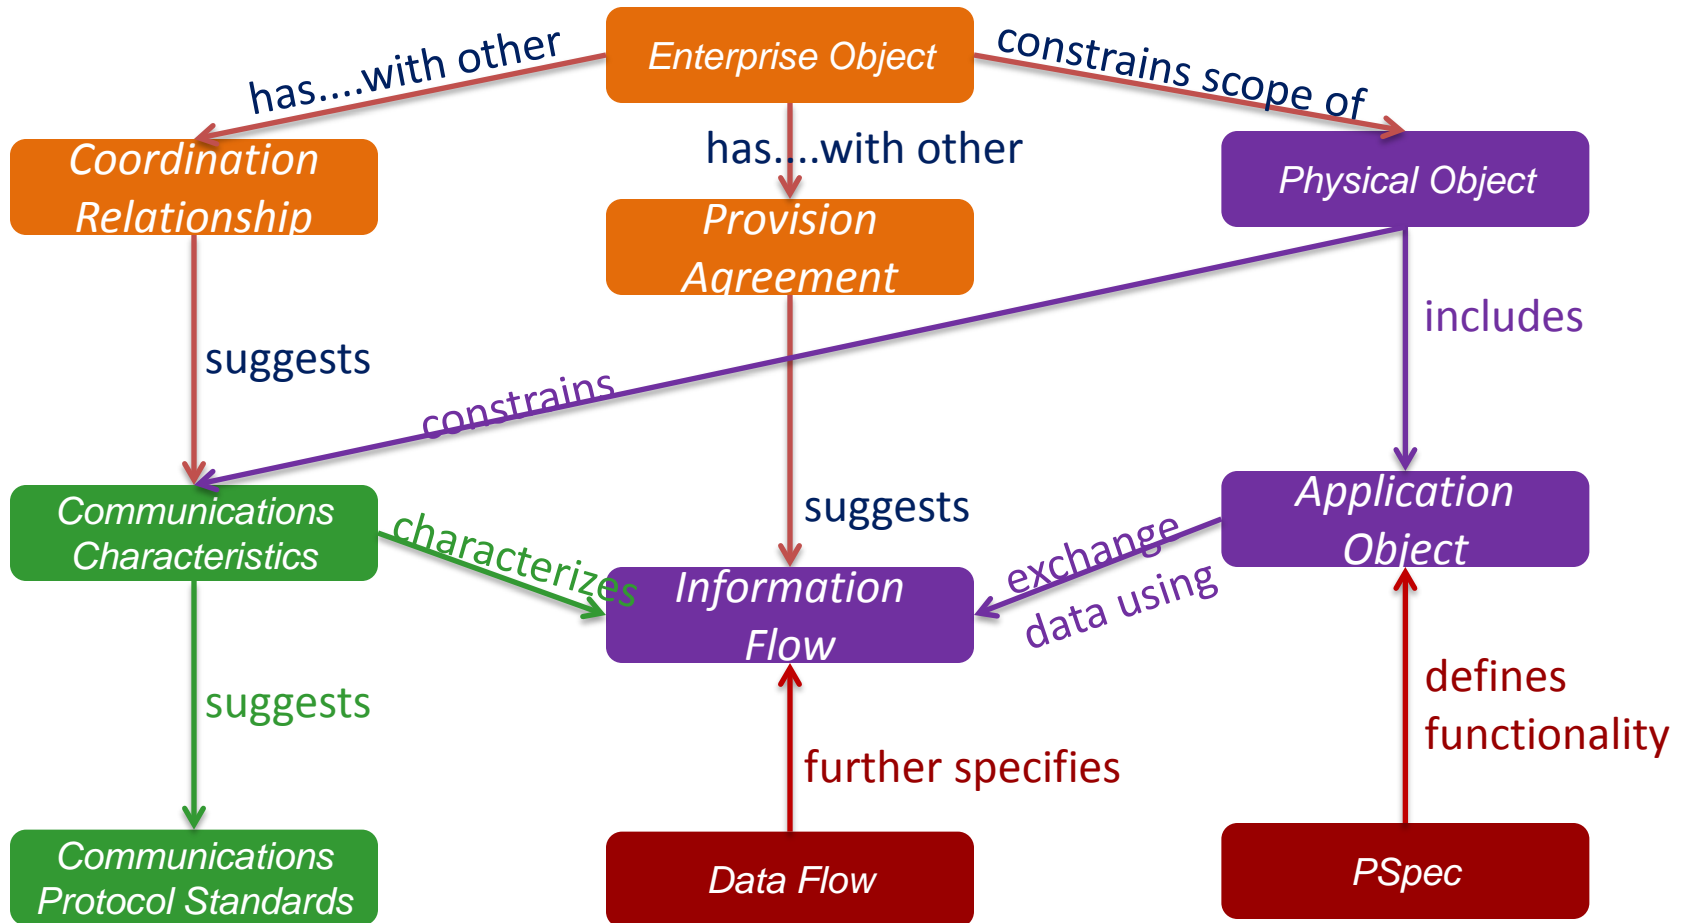 Enterprise Object
has....with other
constrains scope of
has....with other
Coordination
Relationship
Provision
Agreement
Physical Object
includes
suggests
constrains
suggests
Communications
Characteristics
characterizes
Information
Flow
exchange
data using
Application
Object
suggests
further specifies
defines
functionality
Communications
Protocol Standards
Data Flow
PSpec